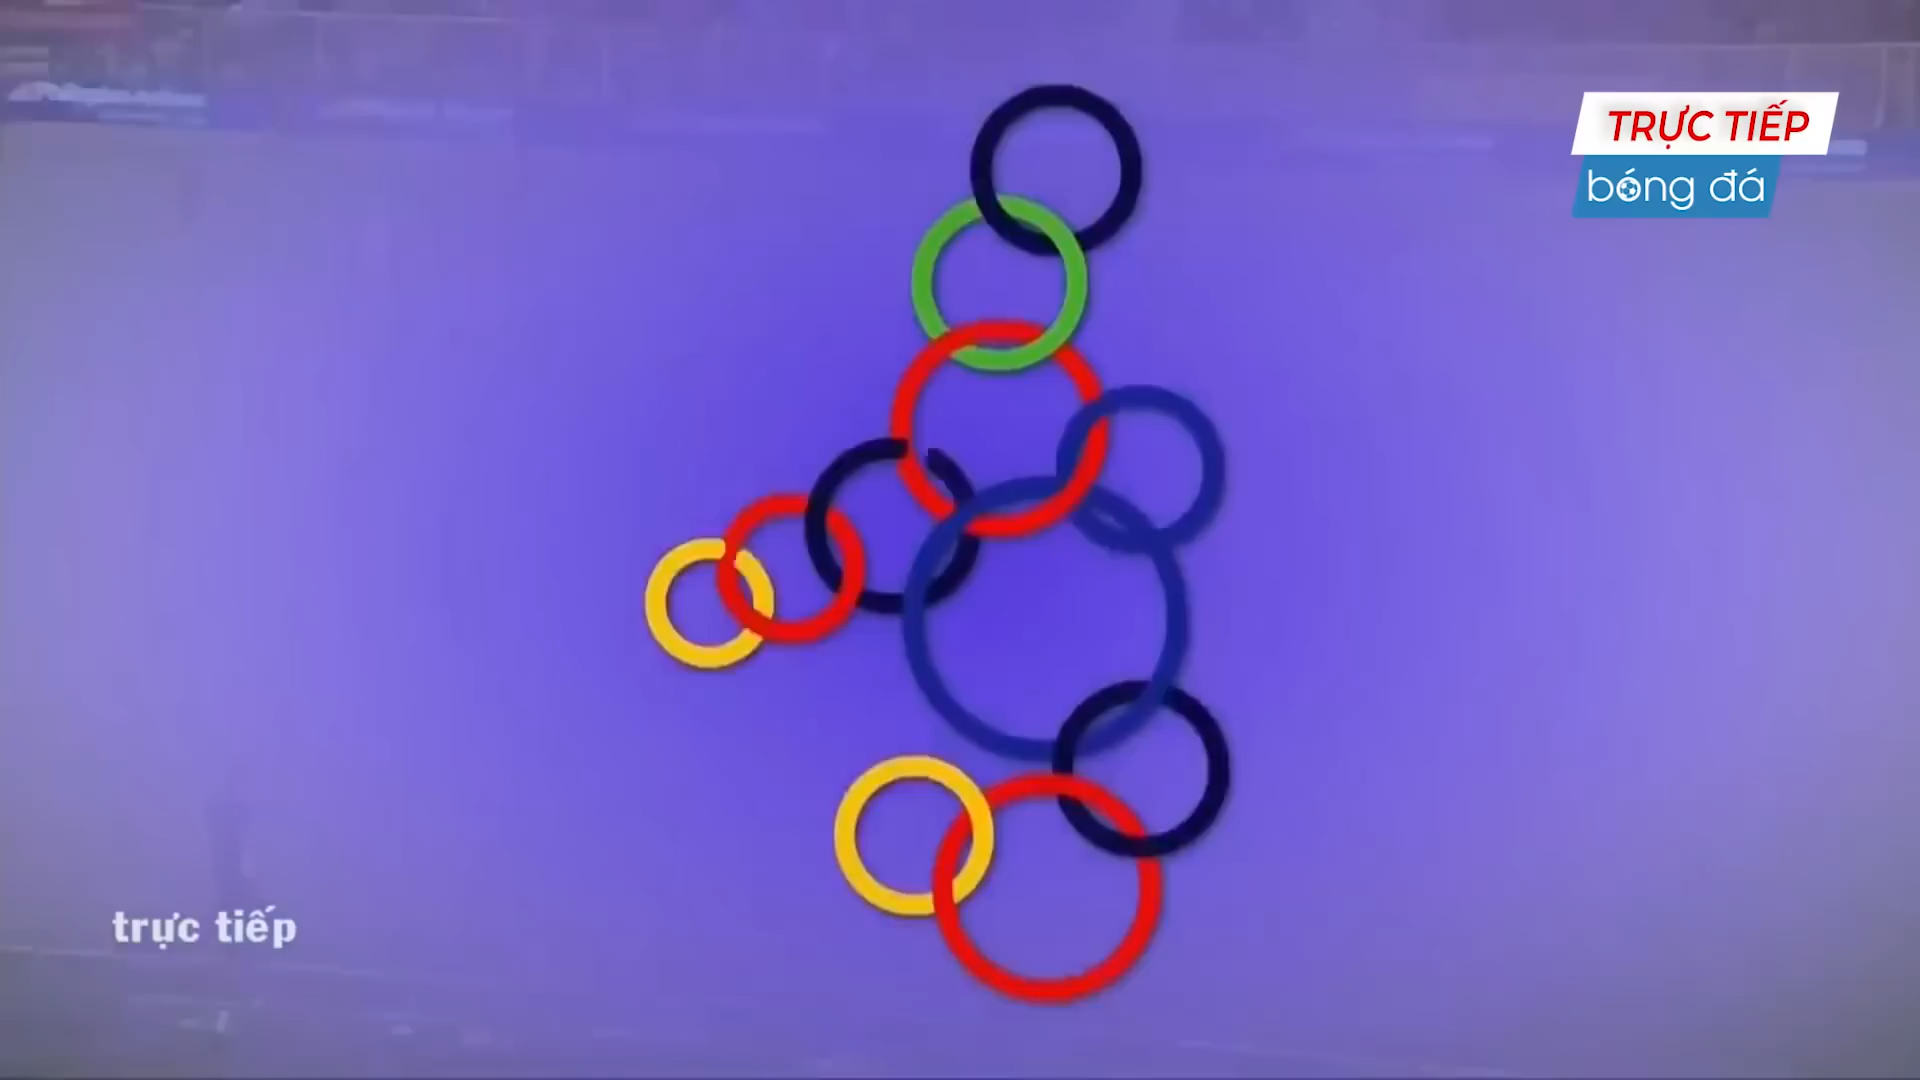 TRỰC TIẾP
bóng đá
trực tiếp